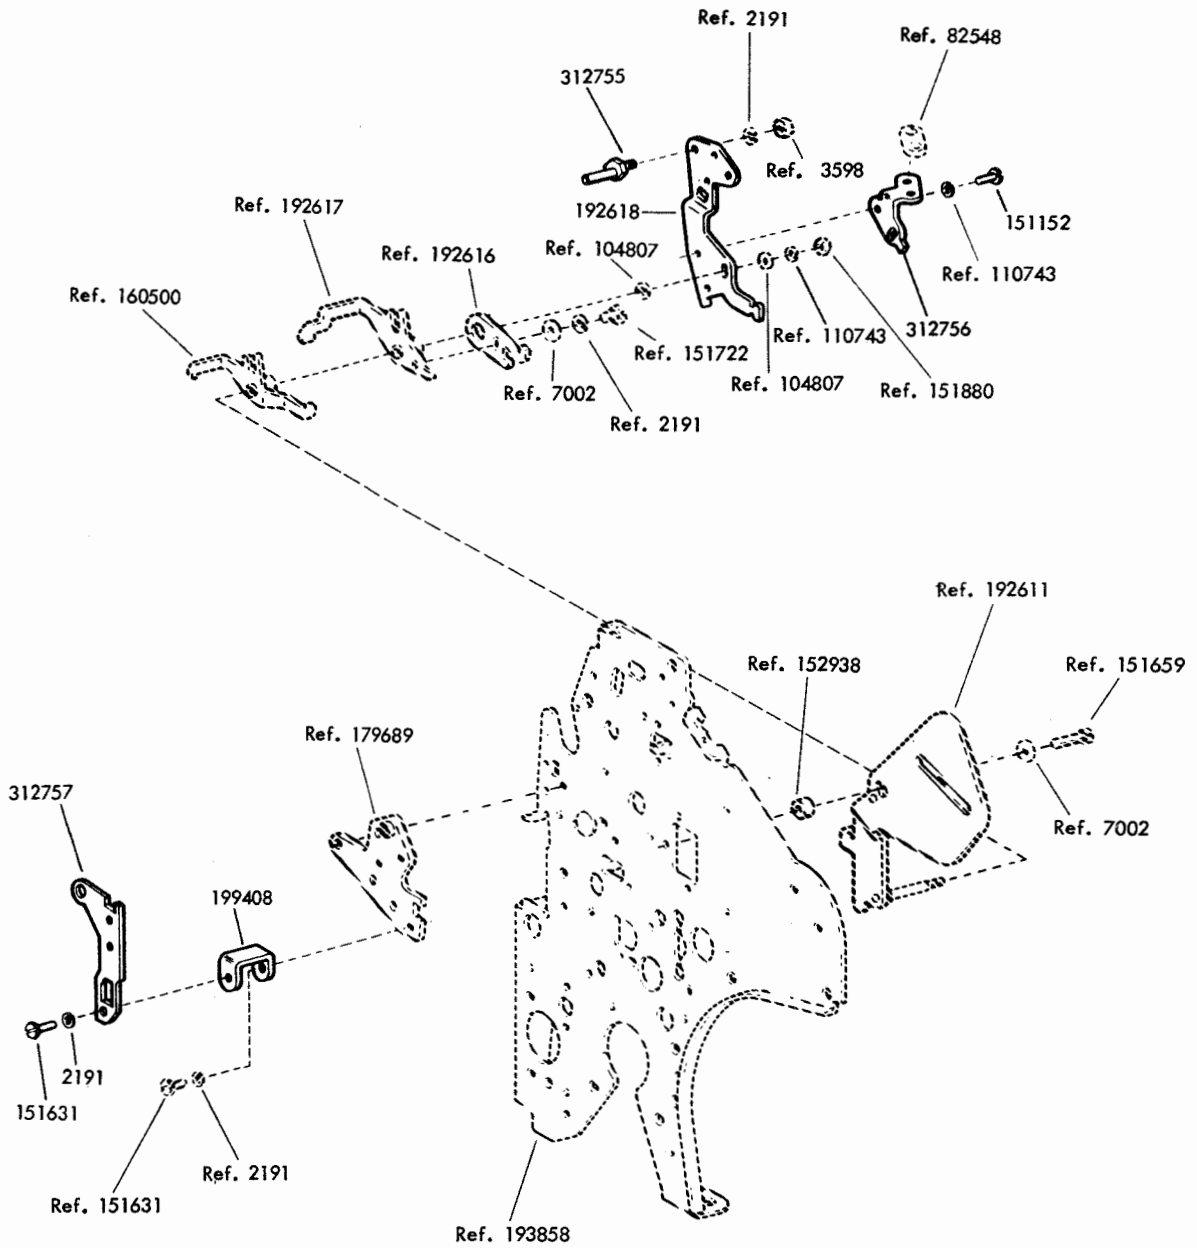 Ref. 2191
Ref. 82548
312755
Ref. 3598
Ref. 192617
192618
151152
Ref. 104807
Ref. 192616
Ref. 110743
Ref. 160500
312756
Ref. 110743
Ref. 151722
Ref. 104807
Ref. 7002
Ref. 151880
Ref. 2191
Ref. 192611
Ref. 152938
Ref. 151659
Ref. 179689
312757
Ref. 7002
199408
2191
151631
Ref. 2191
Ref. 151631
Ref. 193858